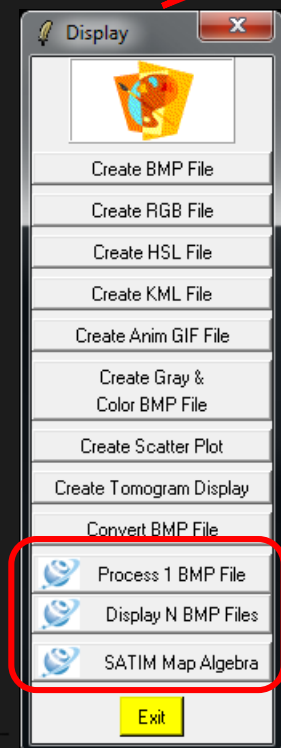 Display
Create BMP File
Create RGB File
Create HSL File
Create KML File
Create Anim GIF File
Create Gray &
Color BMP File
Create Scatter Plot
Create Tomogram Display
Convert BMP File
Process 1 BMP File
Display N BMP Files
SATIM Map Algebra
Exit